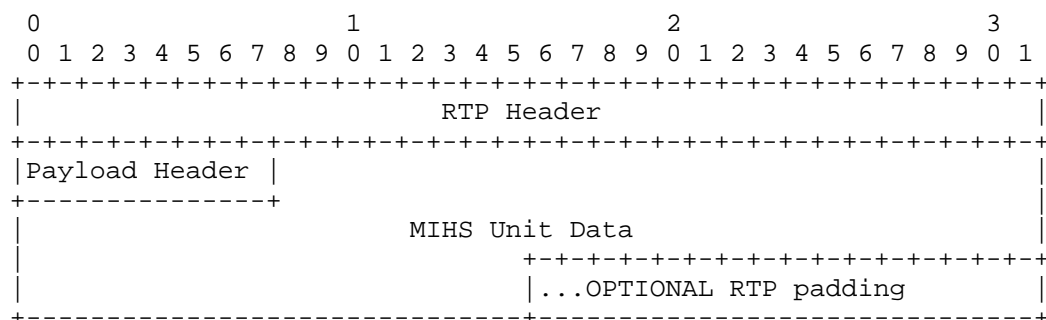 0                   1                   2                   3
 0 1 2 3 4 5 6 7 8 9 0 1 2 3 4 5 6 7 8 9 0 1 2 3 4 5 6 7 8 9 0 1
+-+-+-+-+-+-+-+-+-+-+-+-+-+-+-+-+-+-+-+-+-+-+-+-+-+-+-+-+-+-+-+-+
|                          RTP Header                           |
+-+-+-+-+-+-+-+-+-+-+-+-+-+-+-+-+-+-+-+-+-+-+-+-+-+-+-+-+-+-+-+-+
|Payload Header |                                               |
+---------------+                                               |
|                        MIHS Unit Data                         |
|                               +-+-+-+-+-+-+-+-+-+-+-+-+-+-+-+-+
|                               |...OPTIONAL RTP padding        |
+-------------------------------+-------------------------------+